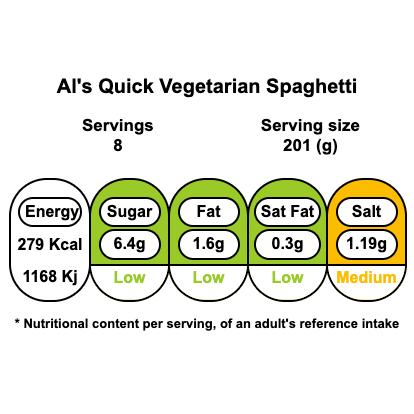 Al's Quick Vegetarian Spaghetti
Servings Serving size
8 201 (g)
Energy Sugar Fat Sat Fat Salt
279 Kcal 6.4g 1.6g 0.3g 1.19g
1168 Kj Low Low Low Medium
* Nutritional content per serving, of an adult's reference intake